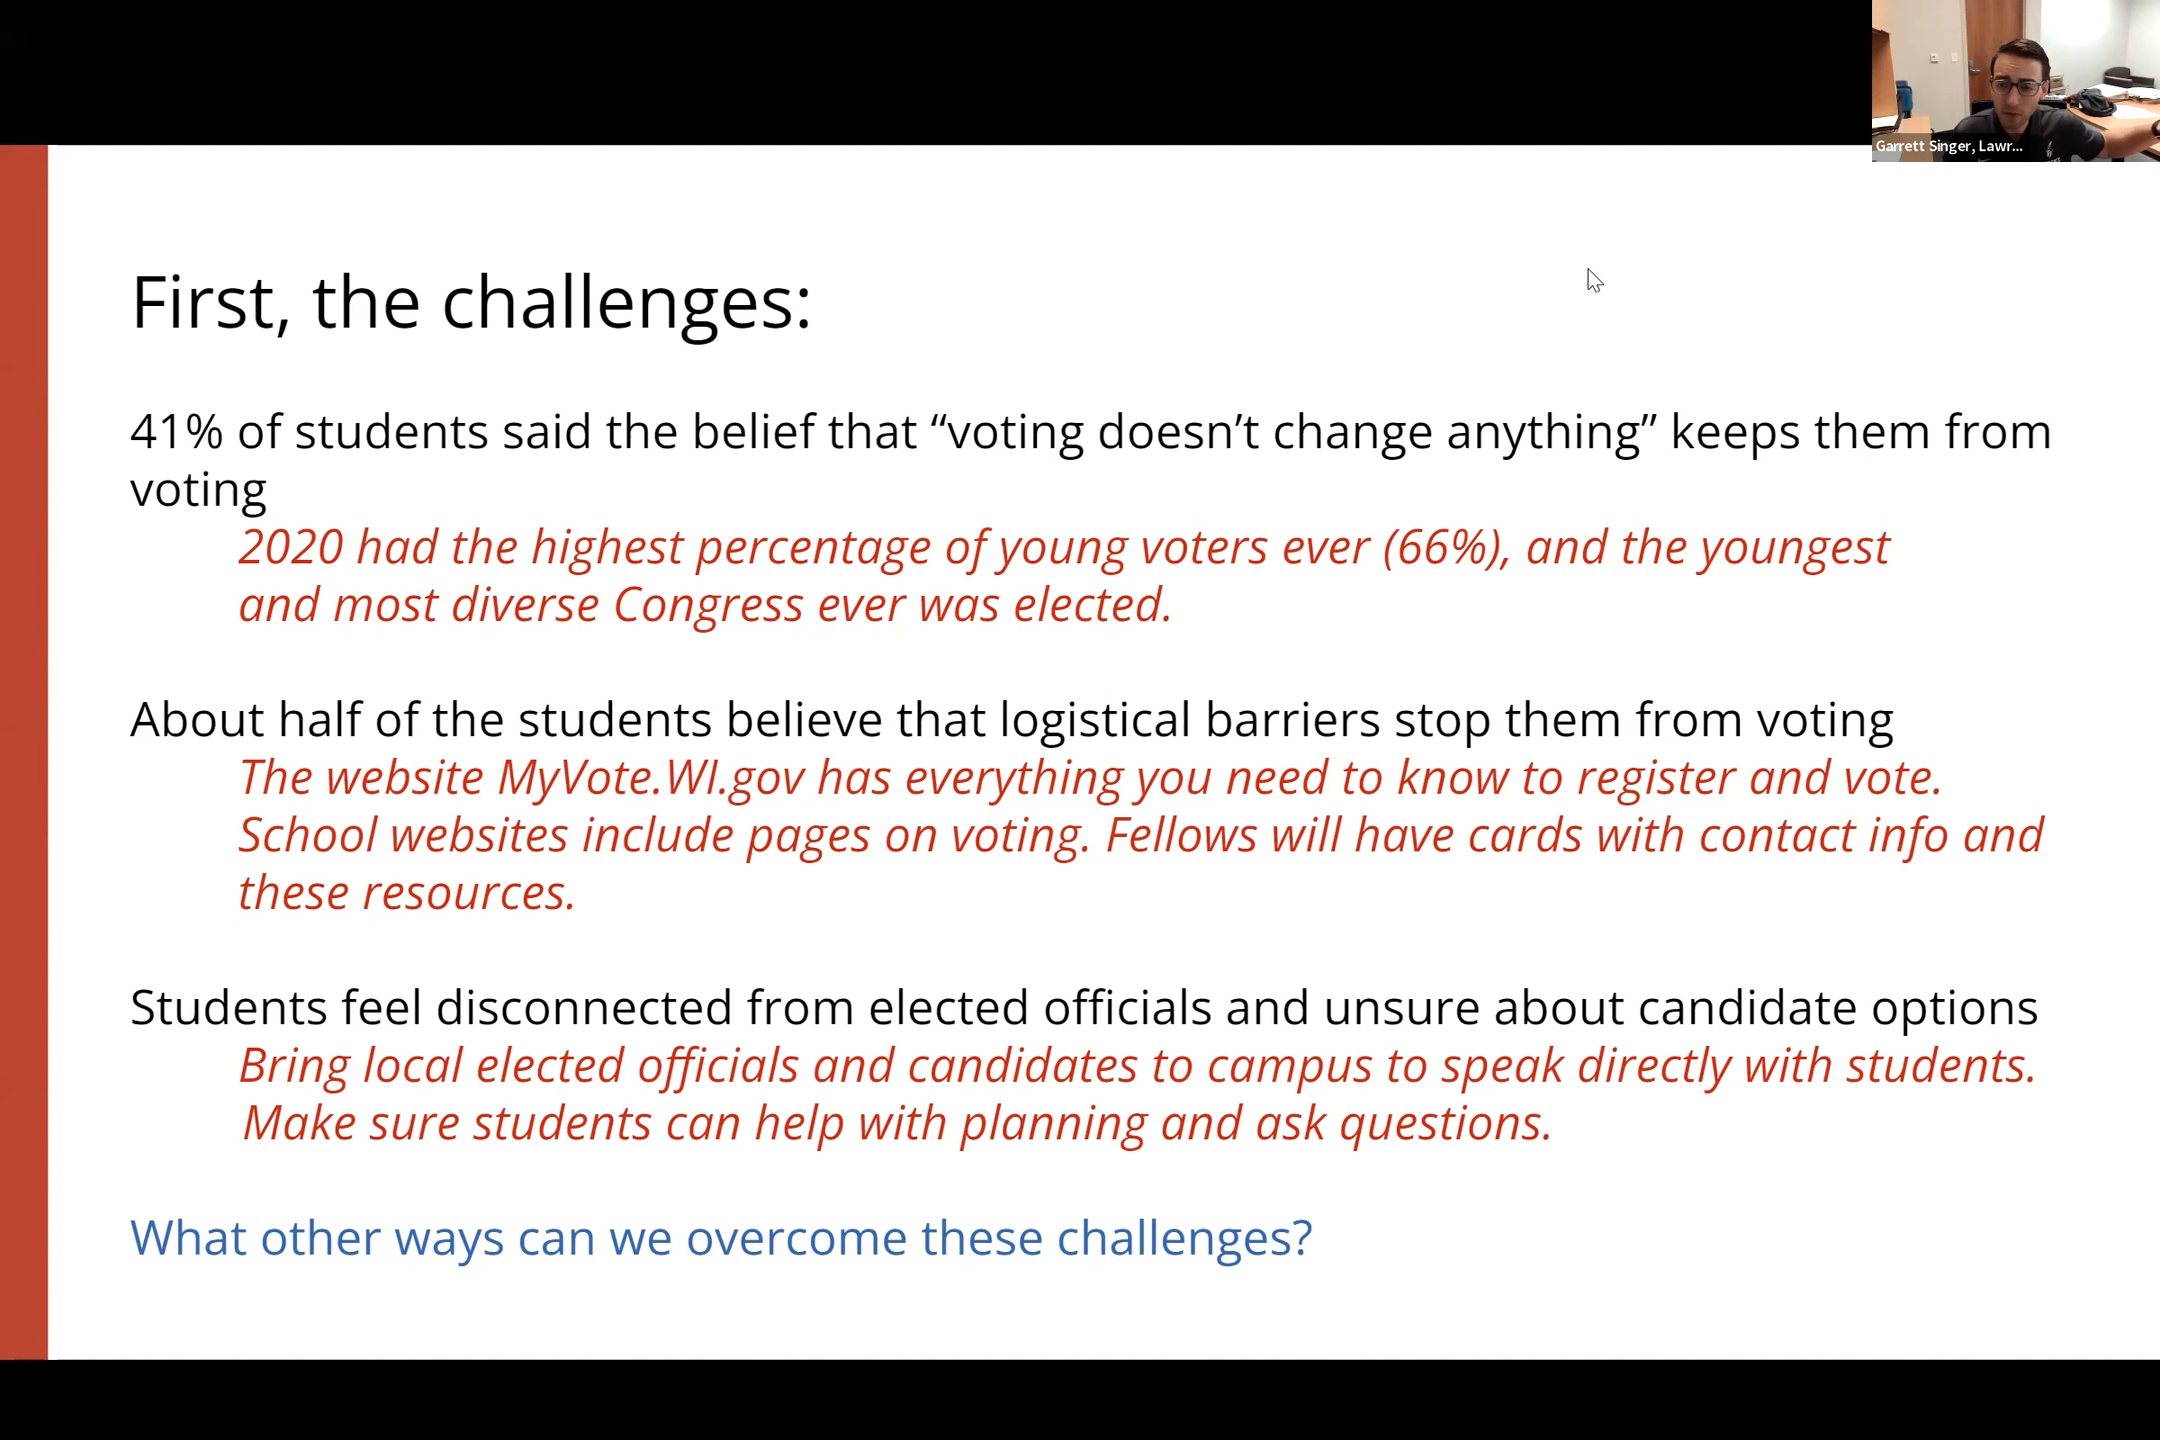 Garrett Singer, Lawr...
First, the challenges:
41% of students said the belief that “voting doesn’t change anything” keeps them from
voting
2020 had the highest percentage of young voters ever (66%), and the youngest
and most diverse Congress ever was elected.
About half of the students believe that logistical barriers stop them from voting
The website MyVote.WI.gov has everything you need to know to register and vote.
School websites include pages on voting. Fellows will have cards with contact info and
these resources.
Students feel disconnected from elected officials and unsure about candidate options
Bring local elected officials and candidates to campus to speak directly with students.
Make sure students can help with planning and ask questions.
What other ways can we overcome these challenges?